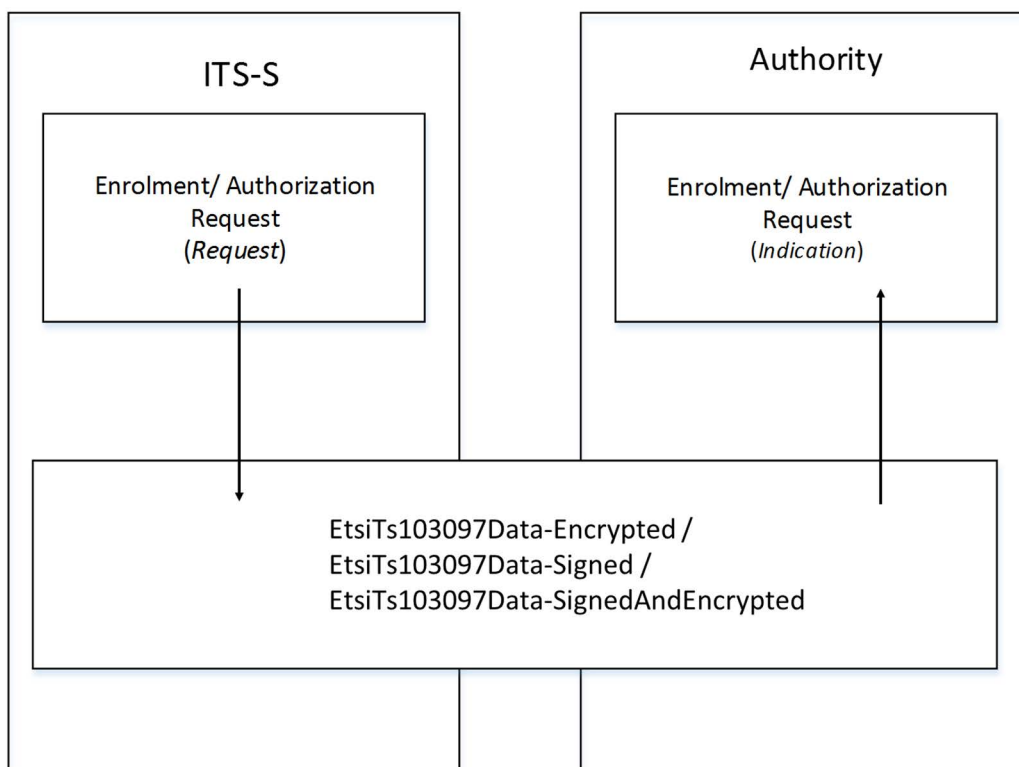 ITS-S
Enrolment/ Authorization
Request
(Request)
Authority
Enrolment/ Authorization
Request
(Indication)
EtsiTs103097Data-Encrypted /
EtsiTs103097Data-Signed /
EtsiTs103097Data-SignedAndEncrypted